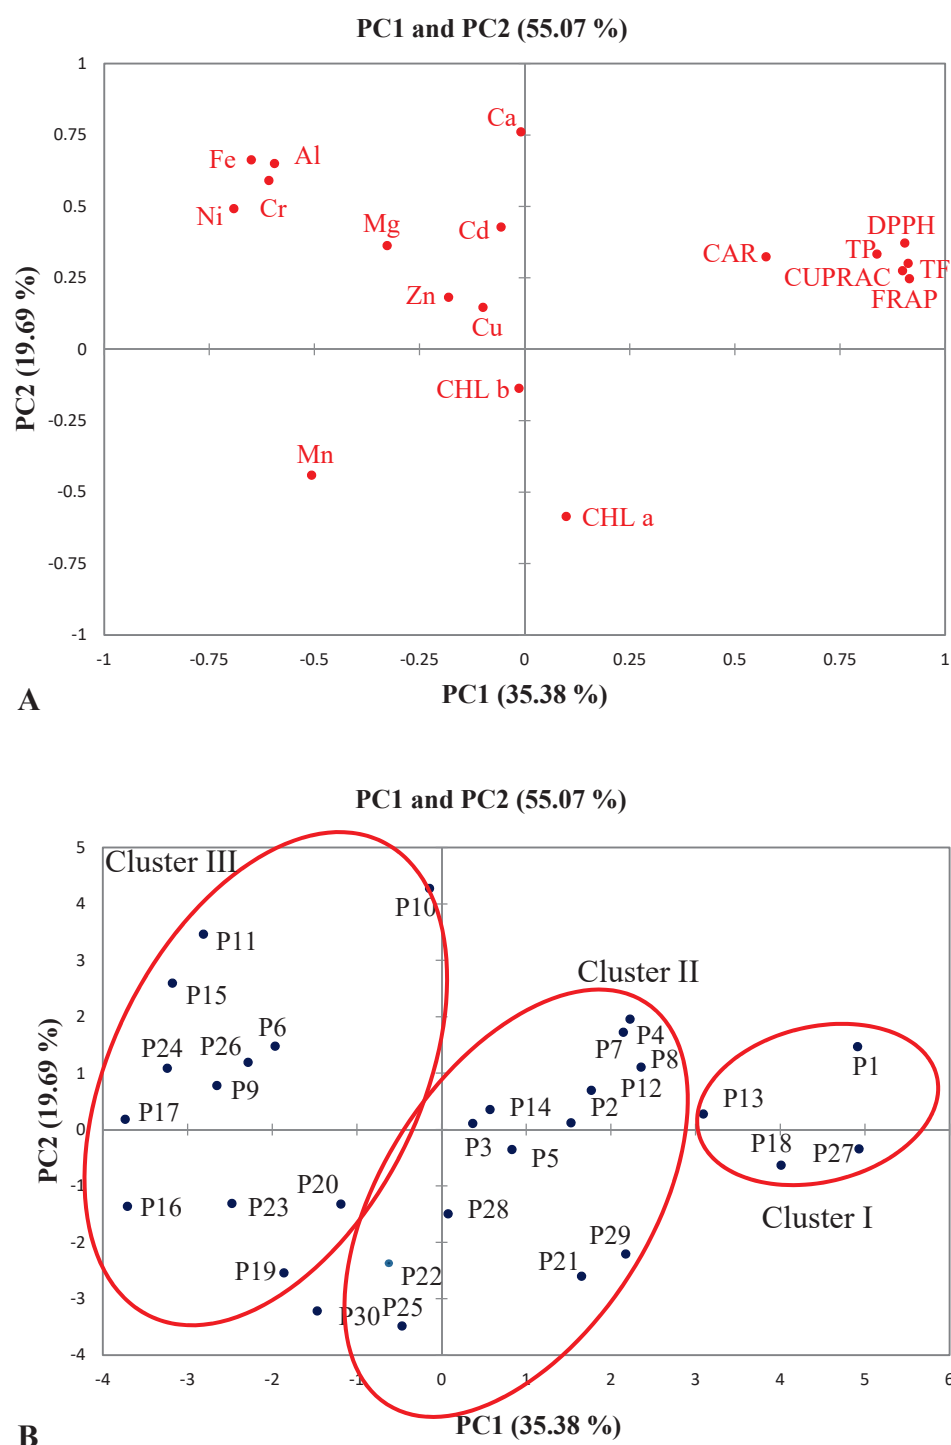 PC1 and PC2 (55.07 %)
1
Ca
0.75
Fe
Al
Cr
0.5
Ni
Mg
Cd
DPPH
CAR
TP
TF
0.25
CUPRAC
Zn
FRAP
Cu
0
CHL b
-0.25
Mn
-0.5
CHL a
-0.75
-1
-1 -0.75 -0.5 -0.25 0 0.25 0.5 0.75 1
PC2 (19.69 %)
PC1 (35.38 %)
A
PC1 and PC2 (55.07 %)
5
Cluster III
4
P10
P11
3
Cluster II
P15
2
P6
P4
P24
P26
P7
P8
P1
1
P9
P12
P13
P17
P14
P2
0
P3
P5
P18
P27
-1
P20
P16
P23
P28
Cluster I
P29
-2
P19
P22
P21
-3
P30
P25
-4
-4 -3 -2 -1 0 1 2 3 4 5 6
PC2 (19.69 %)
PC1 (35.38 %)
B